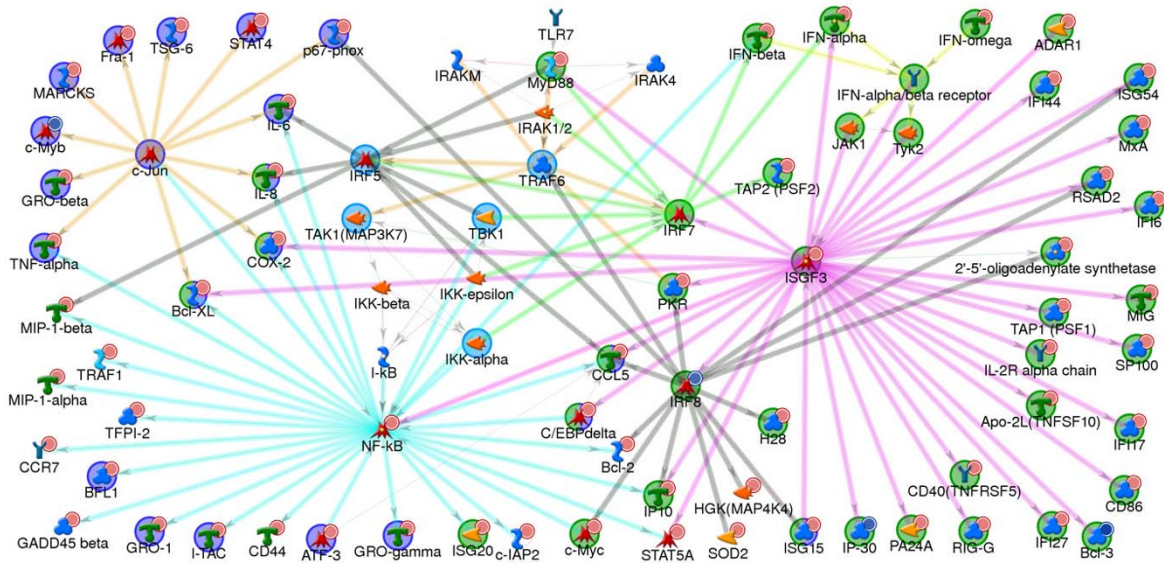 TLR7
Fra-1
TSG-6
STAT4
p67-phox
IFN-beta
IFN-alpha
IFN-omega
ADAR1
MARCKS
IRAKM
MyD88
IRAK4
IFN-alpha/beta receptor
IFI44
ISG54
IL-6
IRAK1/2
c-Myb
c-Jun
JAK1
Tyk2
MxA
GRO-beta
IL-8
IRF5
TRAF6
TAP2 (PSF2)
RSAD2
IFI6
TNF-alpha
COX-2
TAK1(MAP3K7)
TBK1
IRF7
ISGF3
2'-5'-oligoadenylate synthetase
MIP-1-beta
Bcl-XL
IKK-beta
IKK-epsilon
PKR
MIG
TAP1 (PSF1)
TRAF1
I-kB
IKK-alpha
CCL5
IL-2R alpha chain
SP100
MIP-1-alpha
IRF8
TFPI-2
NF-kB
C/EBPdelta
H28
Apo-2L(TNFSF10)
IFI17
CCR7
Bcl-2
BFL1
IP10
HGK(MAP4K4)
CD40(TNFRSF5)
CD86
GADD45 beta
GRO-1
I-TAC
CD44
ATF-3
GRO-gamma
ISG20
c-IAP2
c-Myc
STAT5A
SOD2
ISG15
IP-30
PA24A
RIG-G
IFI27
Bcl-3